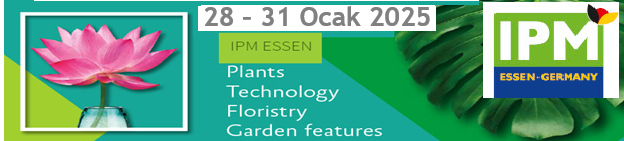 28 - 31 Ocak 2025
IPM ESSEN
Plants
Technology
Floristry
Garden features
IPM
ESSEN-GERMANY